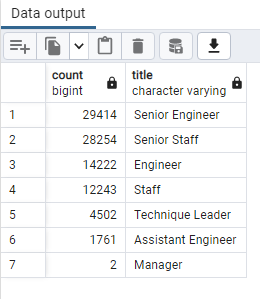 Data output
count title
bigint character varying
1 29414 Senior Engineer
2 28254 Senior Staff
3 14222 Engineer
4 12243 Staff
5 4502 Technique Leader
6 1761 Assistant Engineer
7 2 Manager